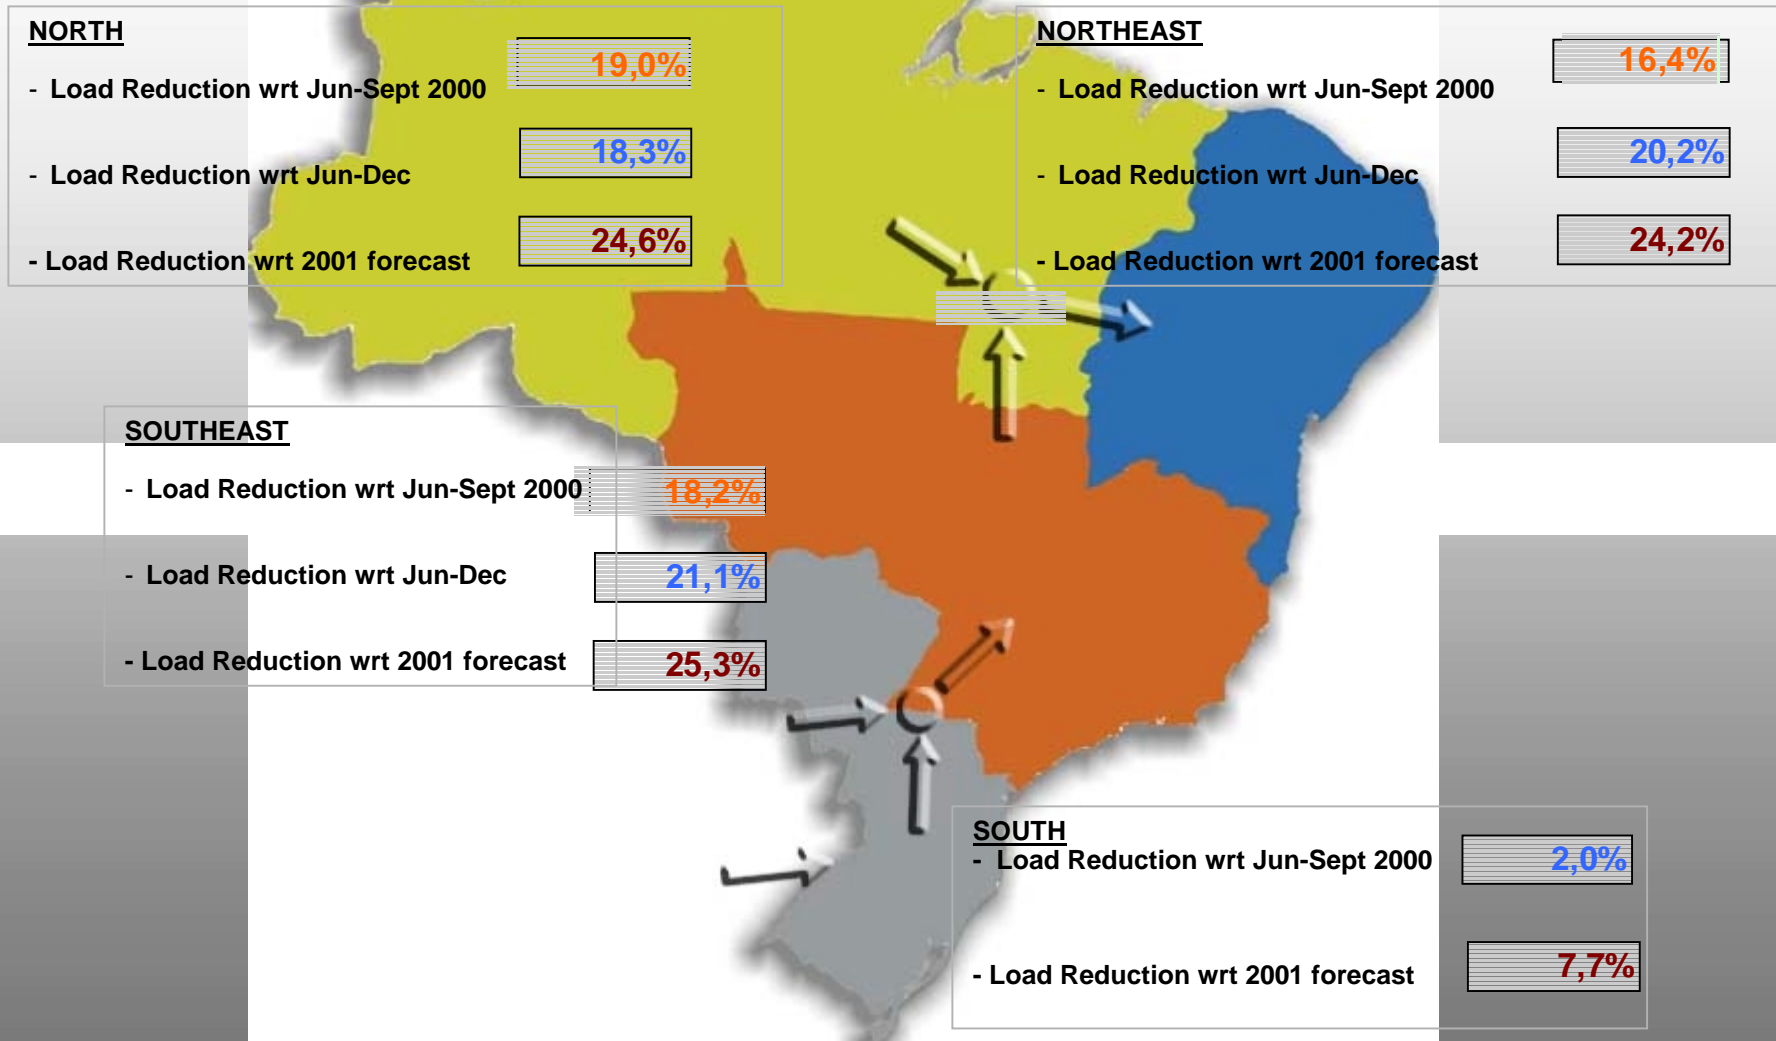 NORTH
- Load Reduction wrt Jun-Sept 2000
19,0%
- Load Reduction wrt Jun-Dec
18,3%
- Load Reduction wrt 2001 forecast
24,6%
NORTHEAST
- Load Reduction wrt Jun-Sept 2000
16,4%
- Load Reduction wrt Jun-Dec
20,2%
- Load Reduction wrt 2001 forecast
24,2%
SOUTHEAST
- Load Reduction wrt Jun-Sept 2000
18,2%
- Load Reduction wrt Jun-Dec
21,1%
- Load Reduction wrt 2001 forecast
25,3%
SOUTH
- Load Reduction wrt Jun-Sept 2000
2,0%
- Load Reduction wrt 2001 forecast
7,7%